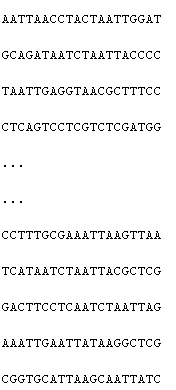 AATTAACCTACTAATTGGAT
GCAGATAATCTAATTACCCC
TAATTGAGGTAACGCTTTCC
CTCAGTCCTCGTCTCGATGG
...
...
CCTTTGCGAAATTAAGTTAA
TCATAATCTAATTACGCTCG
GACTTCCTCAATCTAATTAG
AAATTGAATTATAAGGCTCG
CGGTGCATTAAGCAATTATC